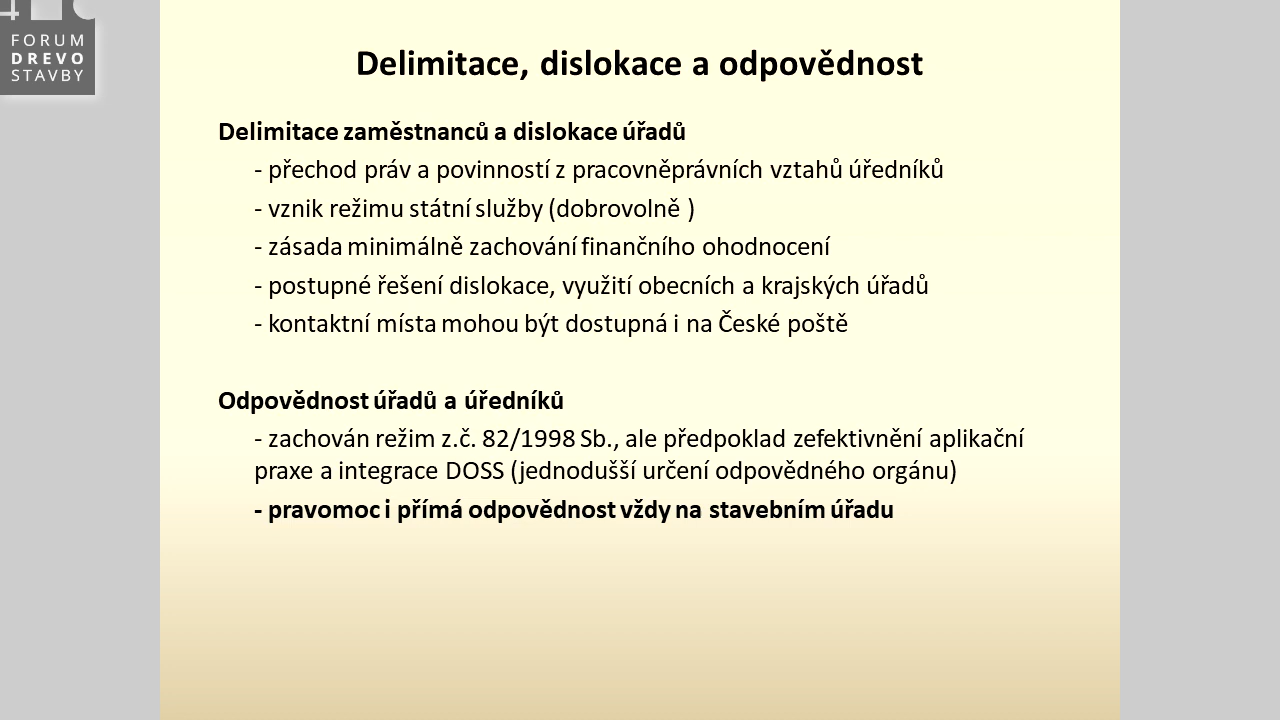 FORUM
DREVO
STAVBY
Delimitace, dislokace a odpovědnost
Delimitace zaměstnanců a dislokace úřadů
- přechod práv a povinností z pracovněprávních vztahů úředníků
- vznik režimu státní služby (dobrovolně )
- zásada minimálně zachování finančního ohodnocení
- postupné řešení dislokace, využití obecních a krajských úřadů
- kontaktní místa mohou být dostupná i na České poště
Odpovědnost úřadů a úředníků
- zachován režim z.č. 82/1998 Sb., ale předpoklad zefektivnění aplikační
praxe a integrace DOSS (jednodušší určení odpovědného orgánu)
- pravomoc i přímá odpovědnost vždy na stavebním úřadu